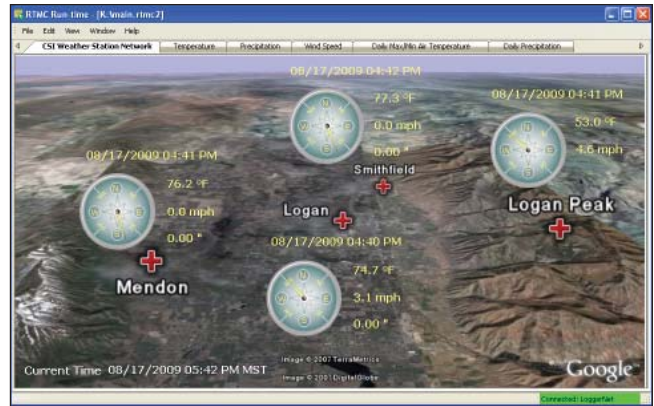 RTMC Run-time - [K:\main.rtmc2]
File Edit View Window Help
CSI Weather Station Network Temperature Precipitation Wind Speed Daily Max/Min Air Temperature Daily Precipitation
08/17/2009 04:42 PM
77.3 °F
0.0 mph
0.00 "
Smithfield
08/17/2009 04:41 PM
53.0 °F
4.6 mph
Logan Peak
08/17/2009 04:41 PM
76.2 °F
0.0 mph
0.00 "
Mendon
Logan
08/17/2009 04:40 PM
74.7 °F
3.1 mph
0.00 "
Current Time 08/17/2009 05:42 PM MST
Image © 2007 TerraMetrics
Image © 2007 DigitalGlobe
Google
Connected: LoggerNet